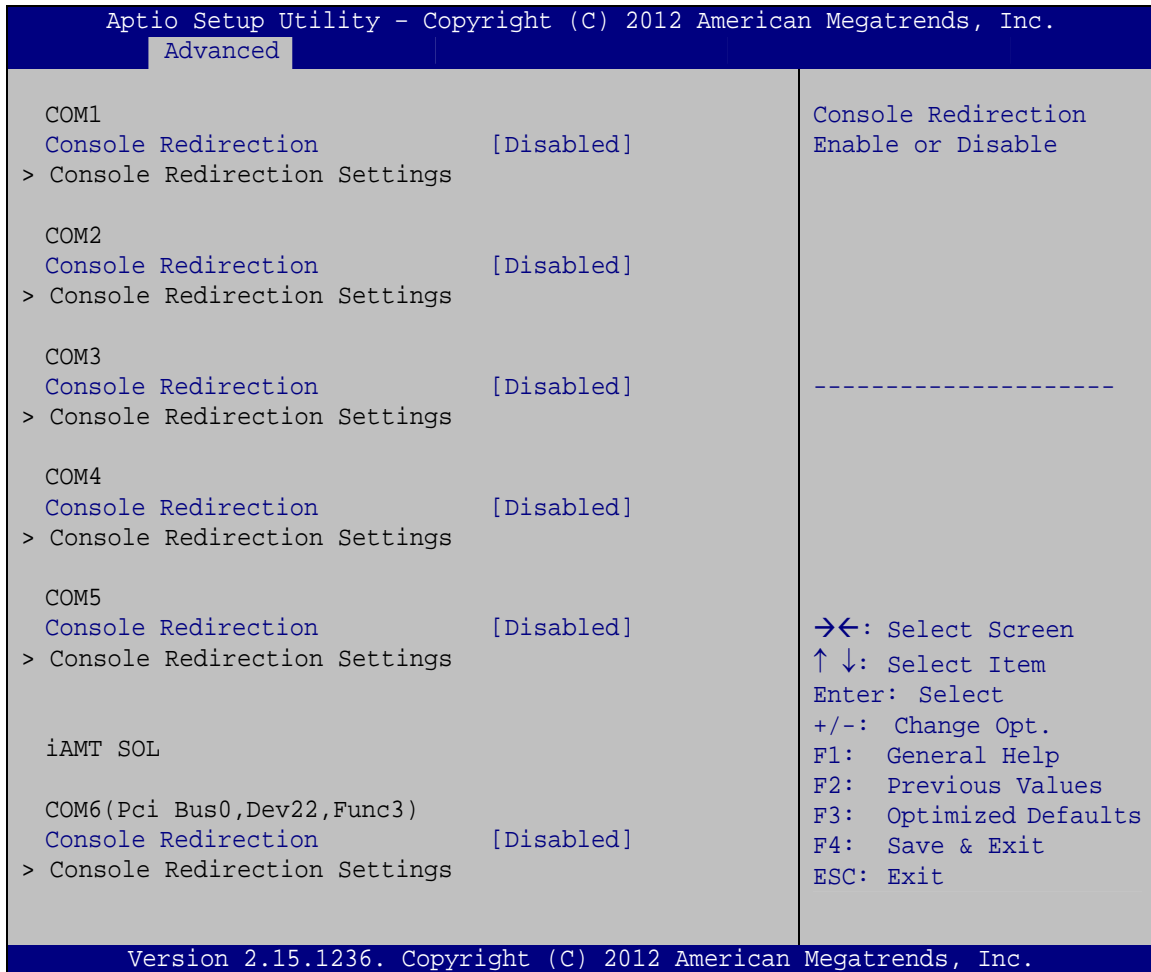 Aptio Setup Utility – Copyright (C) 2012 American Megatrends, Inc.
Advanced
COM1
Console Redirection [Disabled]
> Console Redirection Settings
COM2
Console Redirection [Disabled]
> Console Redirection Settings
COM3
Console Redirection [Disabled]
> Console Redirection Settings
COM4
Console Redirection [Disabled]
> Console Redirection Settings
COM5
Console Redirection [Disabled]
> Console Redirection Settings
iAMT SOL
COM6(Pci Bus0,Dev22,Func3)
Console Redirection [Disabled]
> Console Redirection Settings
Console Redirection
Enable or Disable
---------------------
→←: Select Screen
↑ ↓: Select Item
Enter: Select
+/-: Change Opt.
F1: General Help
F2: Previous Values
F3: Optimized Defaults
F4: Save & Exit
ESC: Exit
Version 2.15.1236. Copyright (C) 2012 American Megatrends, Inc.